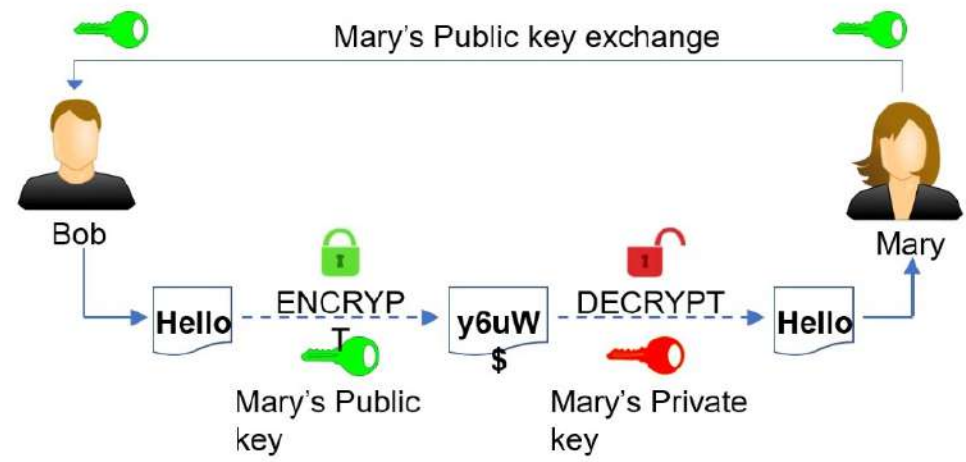 Mary's Public key exchange
Bob
Mary
Hello
ENCRYP
T
y6uW
$
DECRYPT
Hello
Mary's Public
key
Mary's Private
key